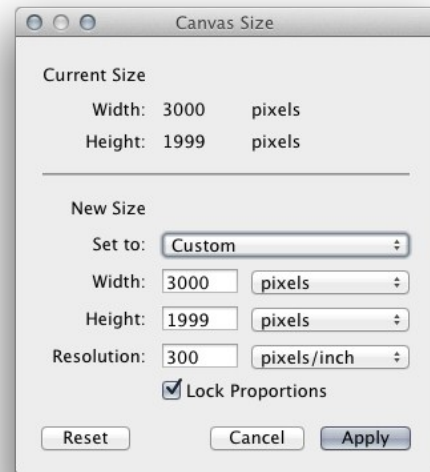 Canvas Size
Current Size
Width: 3000 pixels
Height: 1999 pixels
New Size
Set to: Custom
Width: 3000 pixels
Height: 1999 pixels
Resolution: 300 pixels/inch
Lock Proportions
Reset Cancel Apply